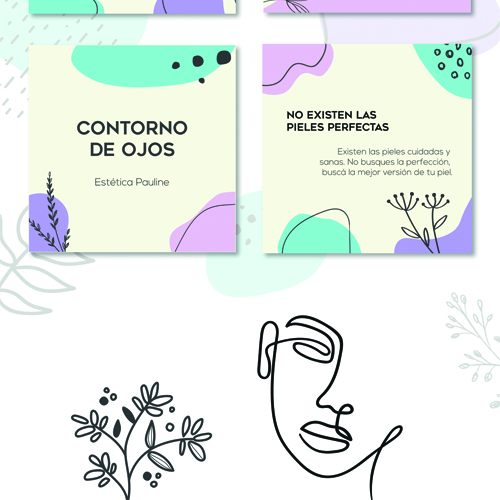 CONTORNO
DE OJOS
Estética Pauline
NO EXISTEN LAS
PIELES PERFECTAS
Existen las pieles cuidadas y
sanas. No busques la perfección,
buscá la mejor versión de tu piel.